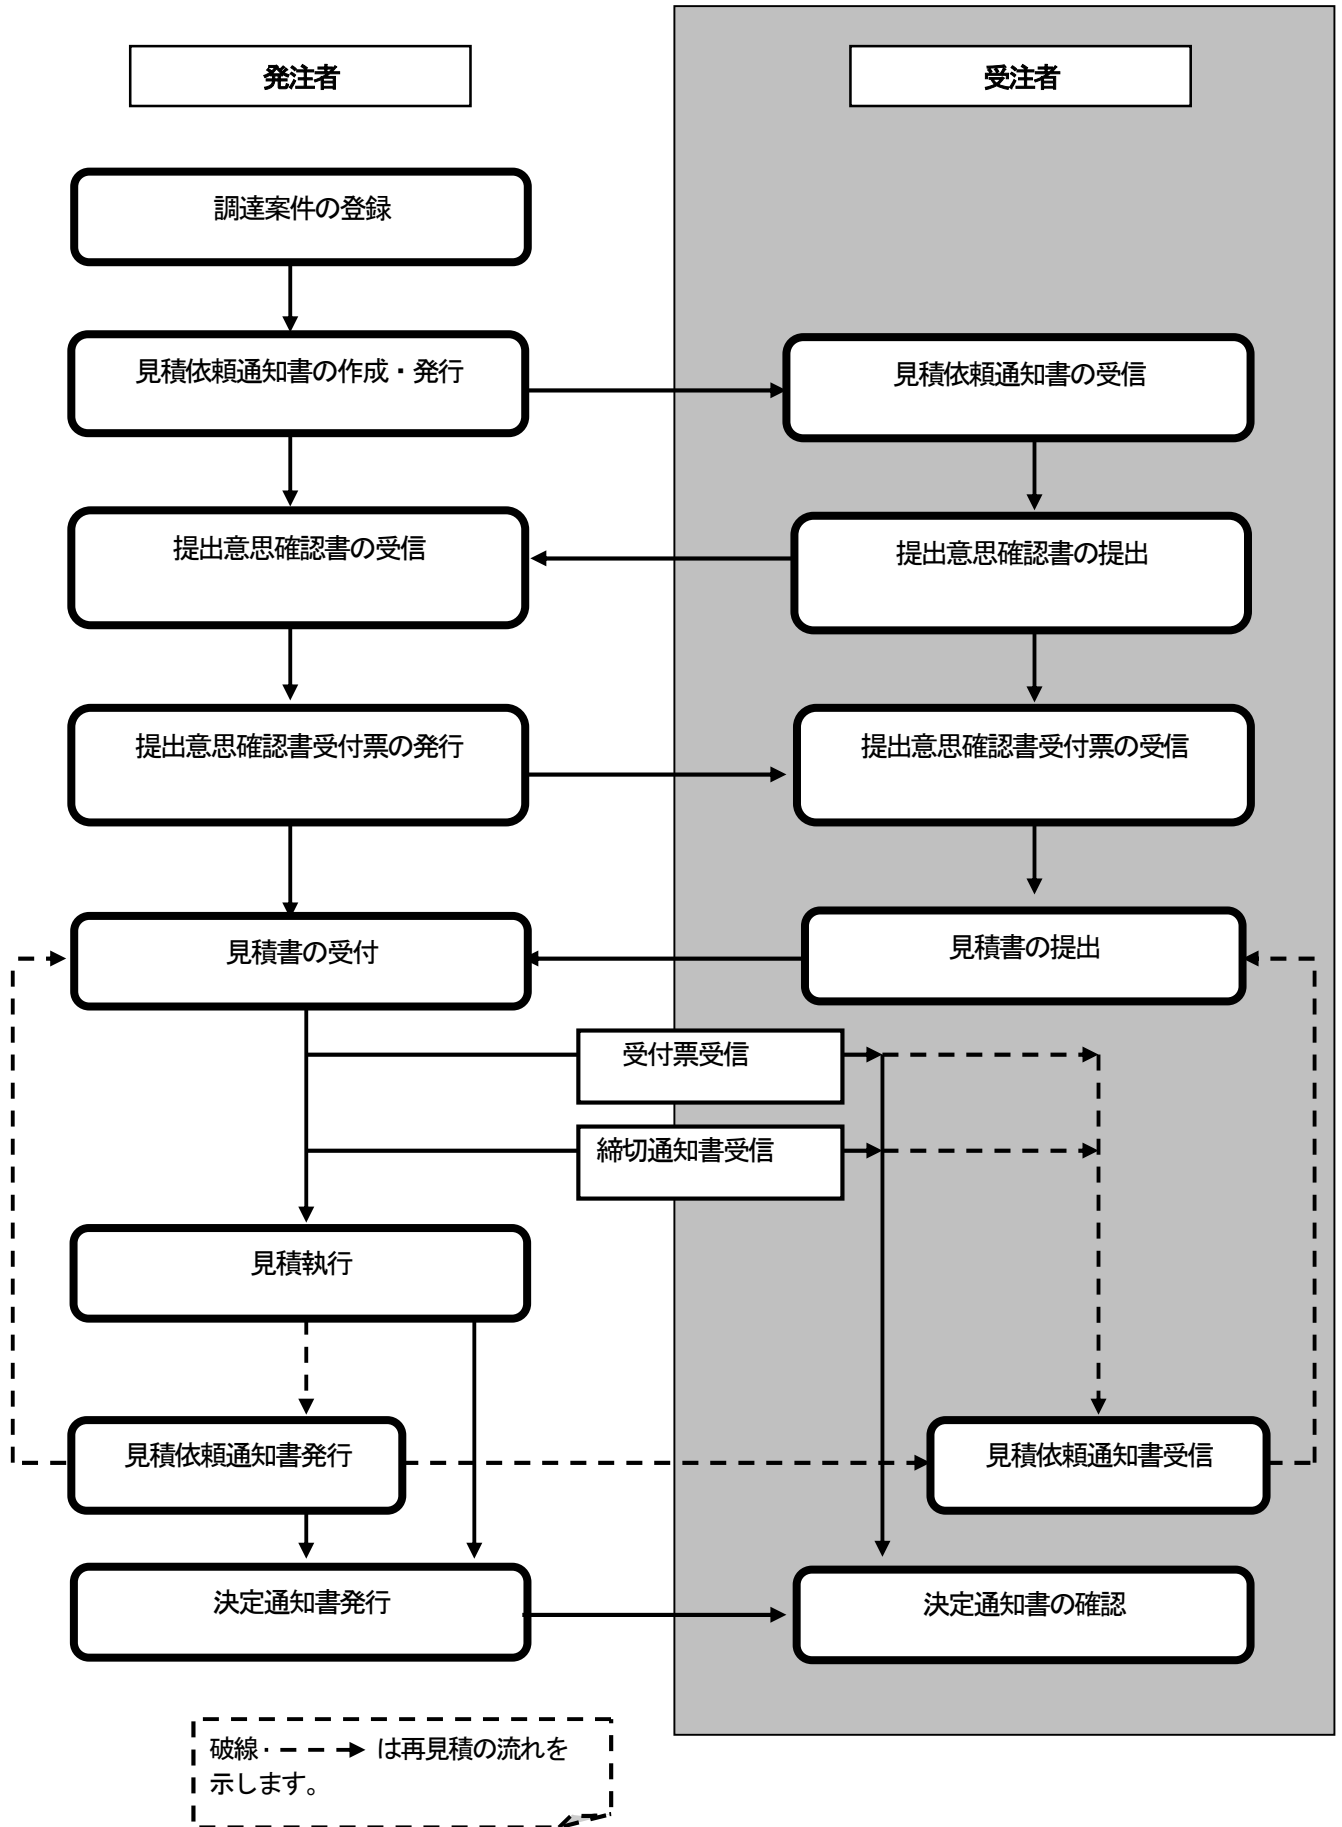 発注者
受注者
調達案件の登録
見積依頼通知書の作成・発行
見積依頼通知書の受信
提出意思確認書の受信
提出意思確認書の提出
提出意思確認書受付票の発行
提出意思確認書受付票の受信
見積書の受付
見積書の提出
受付票受信
締切通知書受信
見積執行
見積依頼通知書発行
見積依頼通知書受信
決定通知書発行
決定通知書の確認
破線 は再見積の流れを
示します。